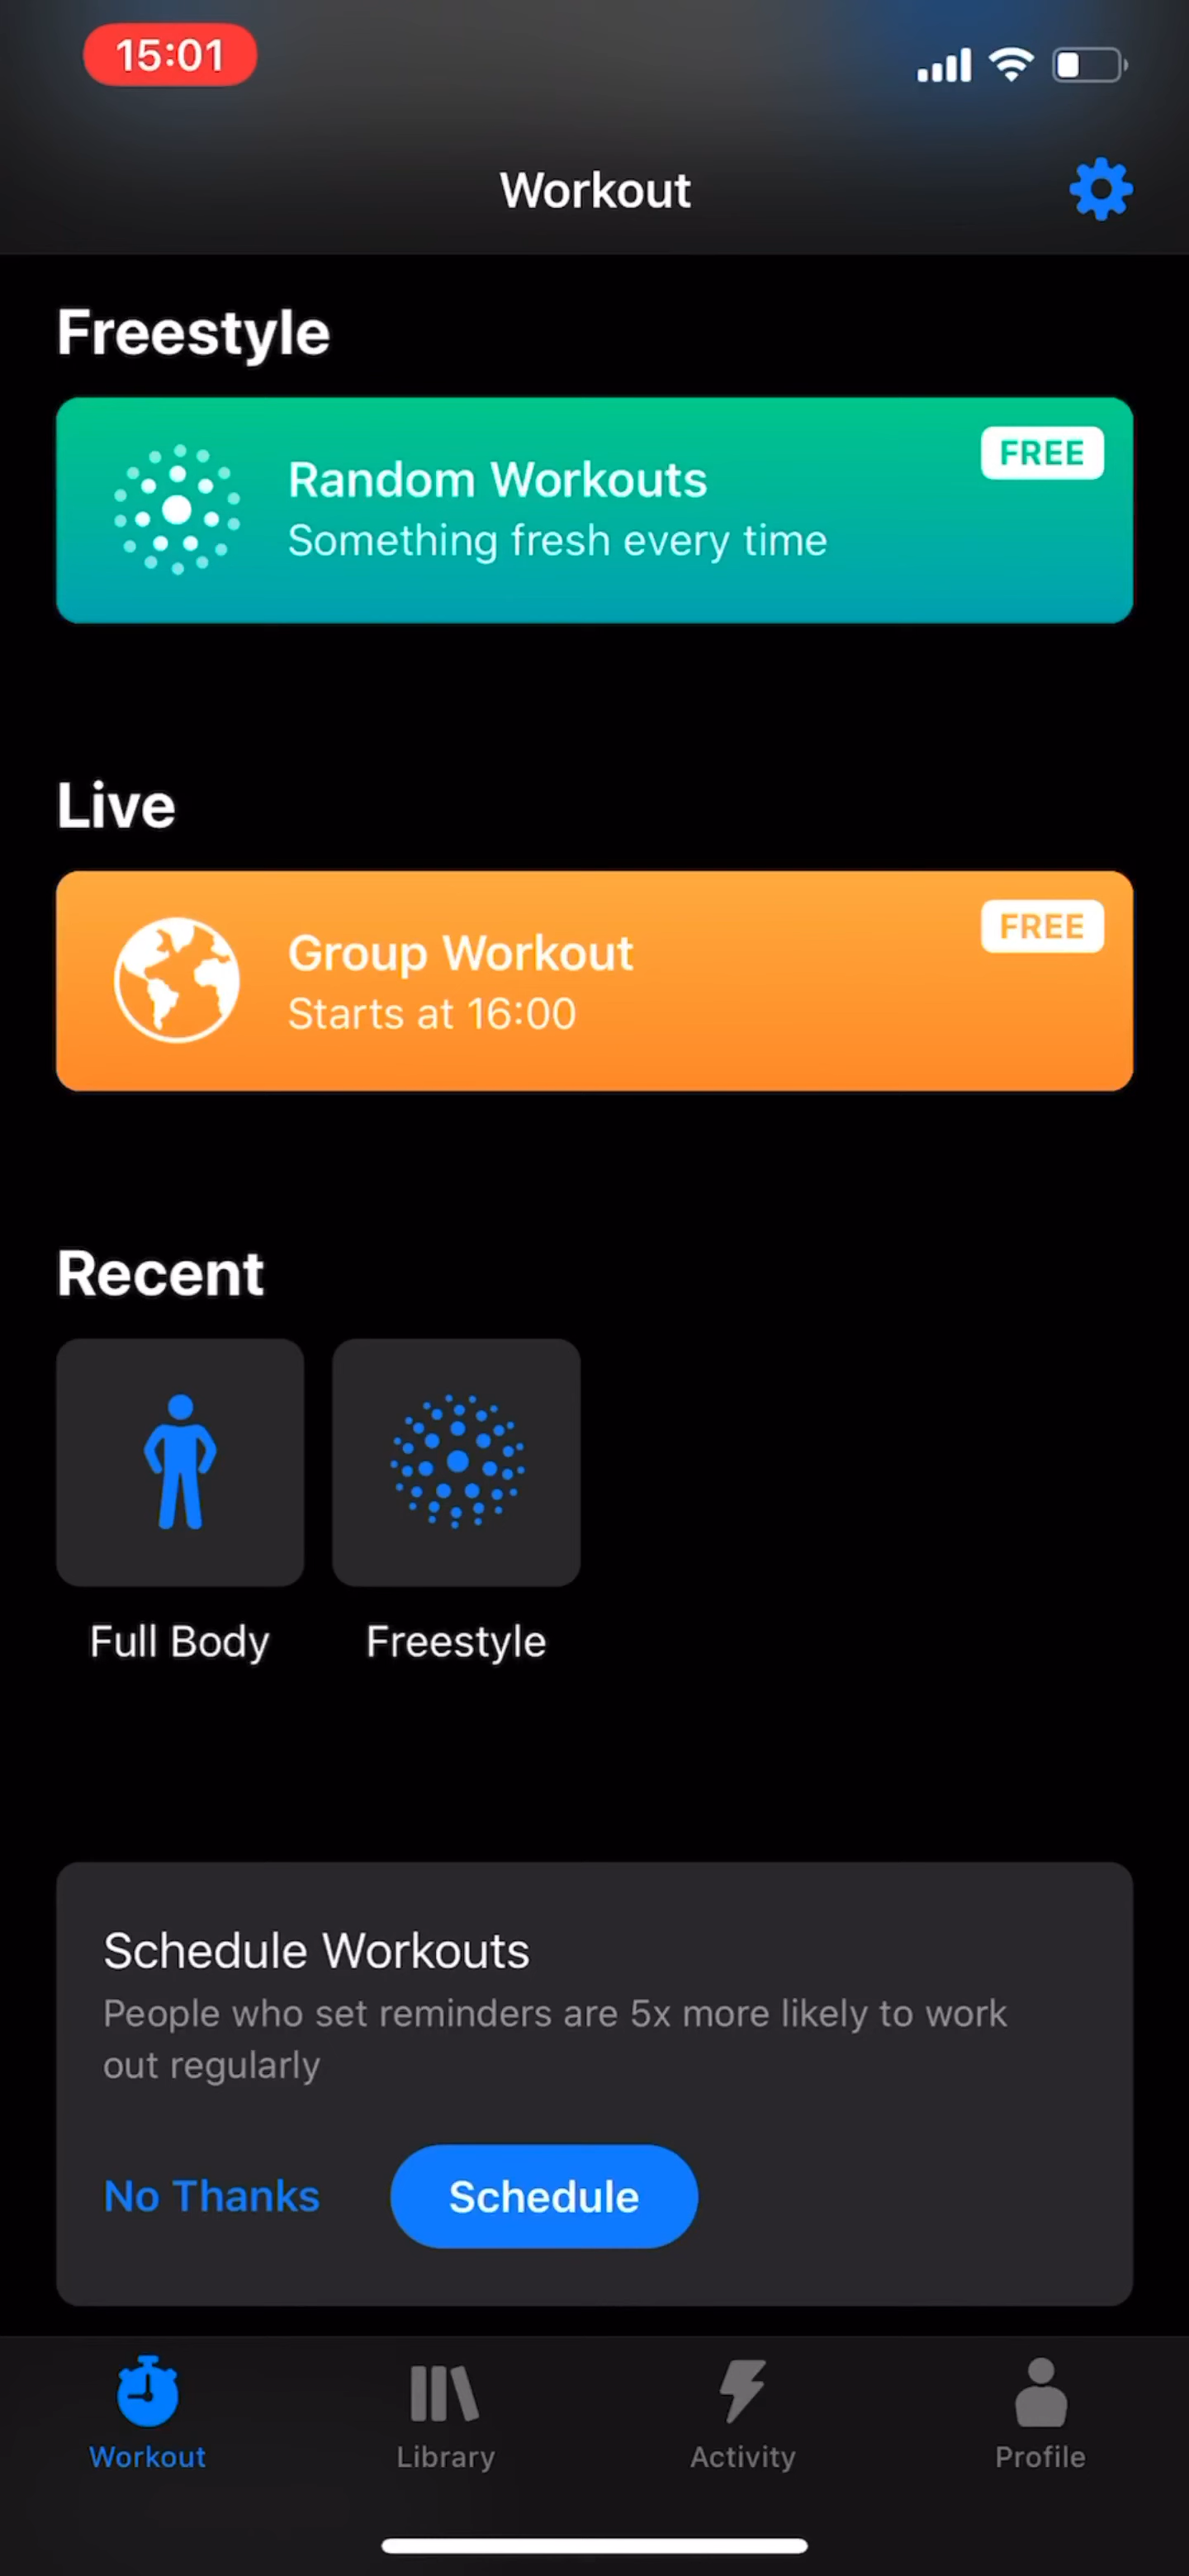 15:01
Workout
Freestyle
FREE
Random Workouts
Something fresh every time
Live
FREE
Group Workout
Starts at 16:00
Recent
Full Body
Freestyle
Schedule Workouts
People who set reminders are 5x more likely to work
out regularly
No Thanks
Schedule
Workout
Library
Activity
Profile